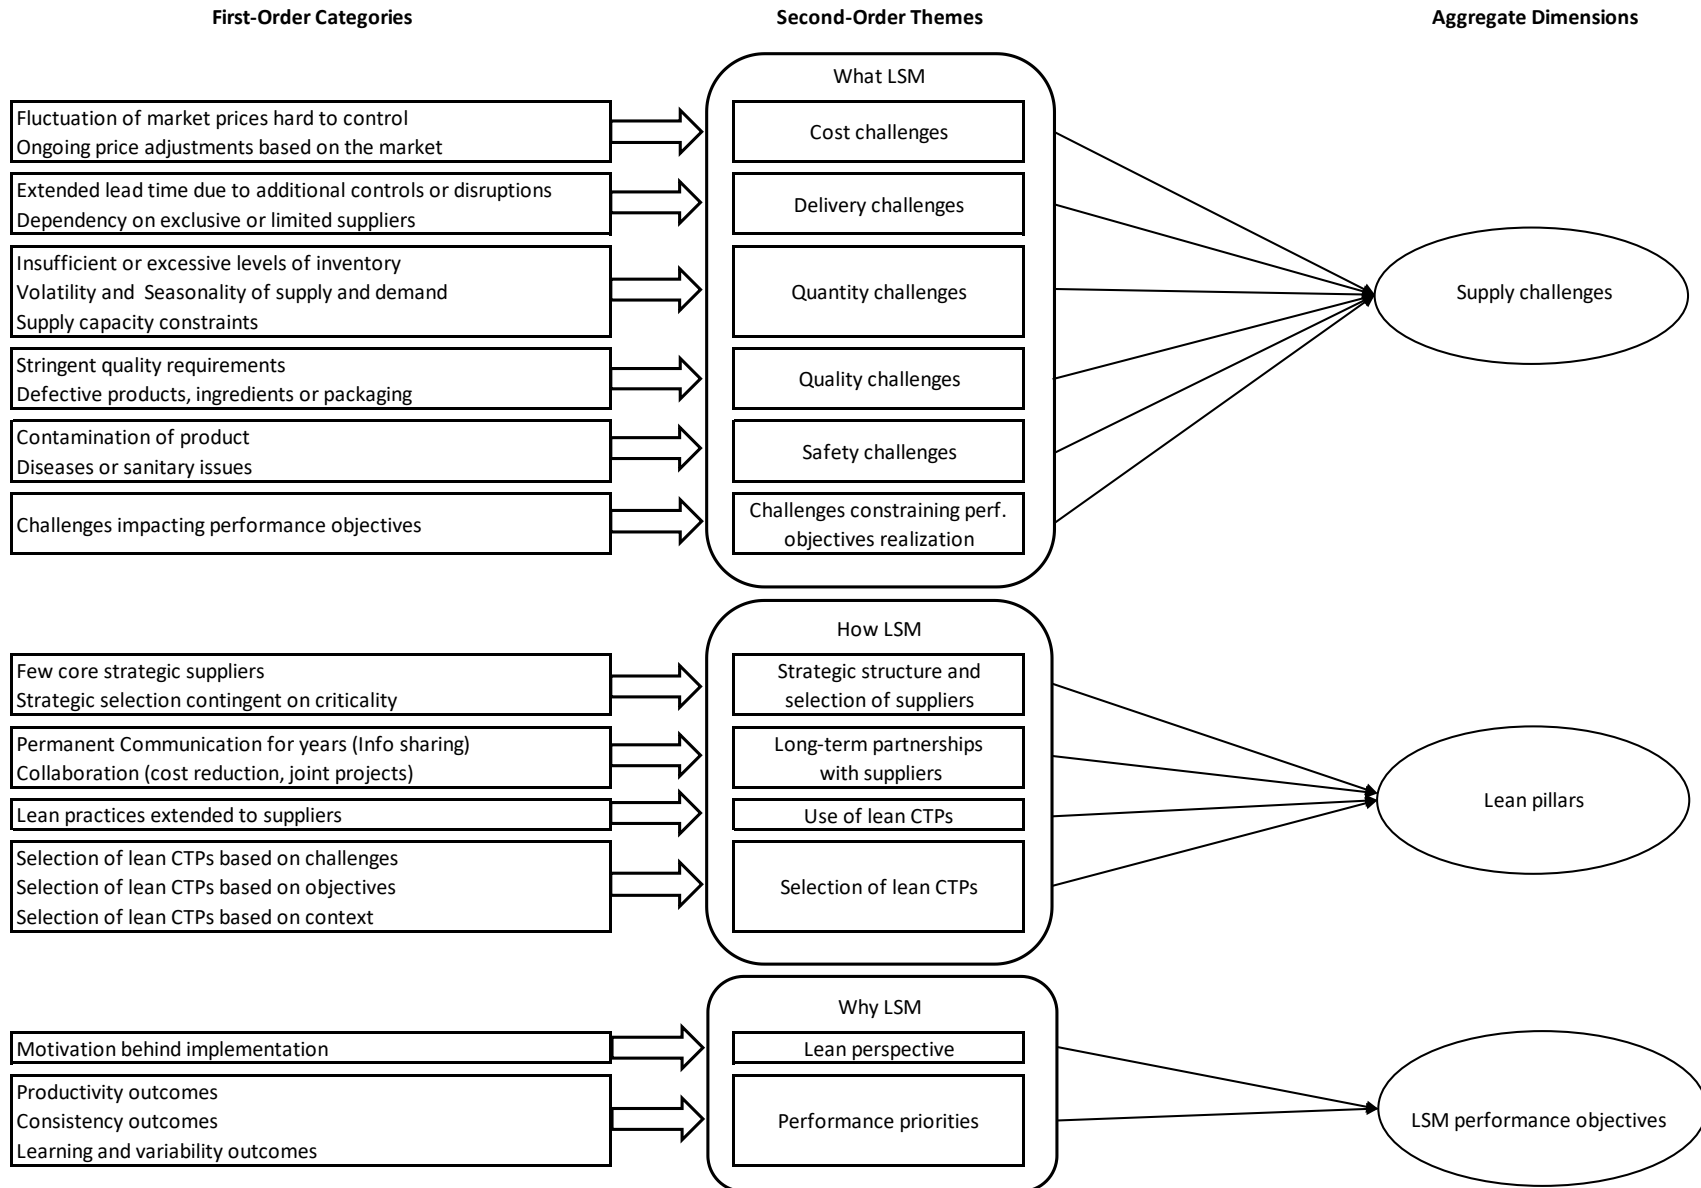 First-Order Categories
Second-Order Themes
Aggregate Dimensions
What LSM
Fluctuation of market prices hard to control
Ongoing price adjustments based on the market
Cost challenges
Extended lead time due to additional controls or disruptions
Dependency on exclusive or limited suppliers
Delivery challenges
Insufficient or excessive levels of inventory
Volatility and  Seasonality of supply and demand
Supply capacity constraints
Quantity challenges
Supply challenges
Stringent quality requirements
Defective products, ingredients or packaging
Quality challenges
Contamination of product
Diseases or sanitary issues
Safety challenges
Challenges impacting performance objectives
Challenges constraining perf.
objectives realization
How LSM
Few core strategic suppliers
Strategic selection contingent on criticality
Strategic structure and
selection of suppliers
Permanent Communication for years (Info sharing)
Collaboration (cost reduction, joint projects)
Long-term partnerships
with suppliers
Lean pillars
Lean practices extended to suppliers
Use of lean CTPs
Selection of lean CTPs based on challenges
Selection of lean CTPs based on objectives
Selection of lean CTPs based on context
Selection of lean CTPs
Why LSM
Motivation behind implementation
Lean perspective
Productivity outcomes
Consistency outcomes
Learning and variability outcomes
Performance priorities
LSM performance objectives